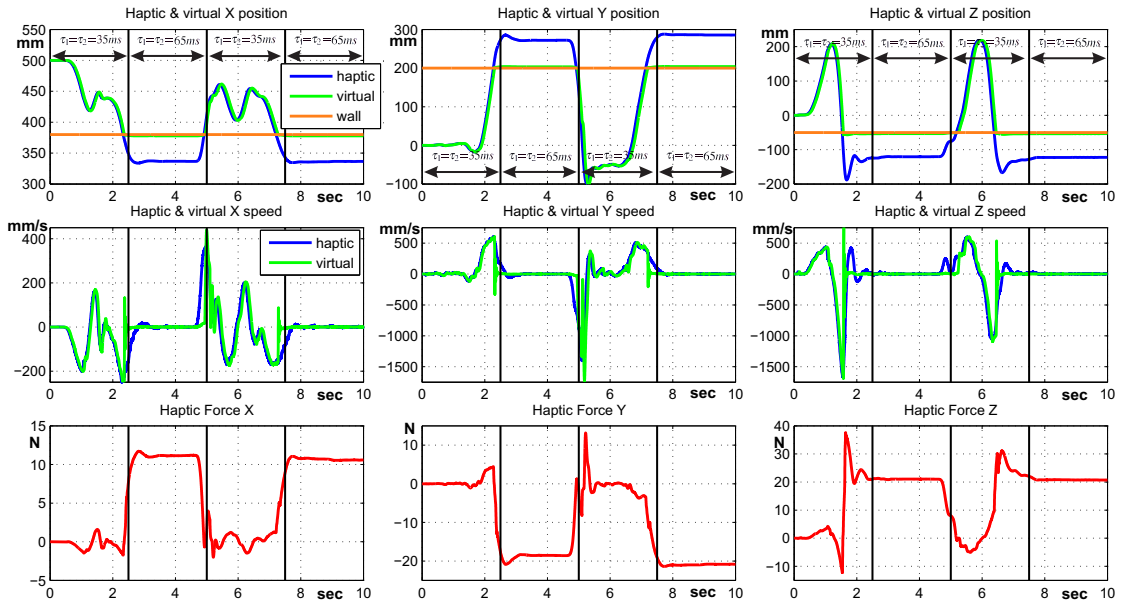 Haptic & virtual X position
mm
550
500
450
400
350
300
τ₁=τ₂=35ms
τ₁=τ₂=65ms
τ₁=τ₂=35ms
τ₁=τ₂=65ms
haptic
virtual
wall
0 2 4 6 8 10
sec
Haptic & virtual Y position
mm
300
200
100
0
−100
τ₁=τ₂=35ms
τ₁=τ₂=65ms
τ₁=τ₂=35ms
τ₁=τ₂=65ms
0 2 4 6 8 10
sec
Haptic & virtual Z position
mm
200
100
0
−100
−200
τ₁=τ₂=35ms
τ₁=τ₂=65ms
τ₁=τ₂=35ms
τ₁=τ₂=65ms
0 2 4 6 8 10
sec
Haptic & virtual X speed
mm/s
400
200
0
−200
haptic
virtual
0 2 4 6 8 10
sec
Haptic & virtual Y speed
mm/s
500
0
−500
−1000
−1500
0 2 4 6 8 10
sec
Haptic & virtual Z speed
mm/s
500
0
−500
−1000
−1500
0 2 4 6 8 10
sec
Haptic Force X
N
15
10
5
0
−5
0 2 4 6 8 10
sec
Haptic Force Y
N
10
0
−10
−20
0 2 4 6 8 10
sec
Haptic Force Z
N
40
30
20
10
0
−10
−20
0 2 4 6 8 10
sec